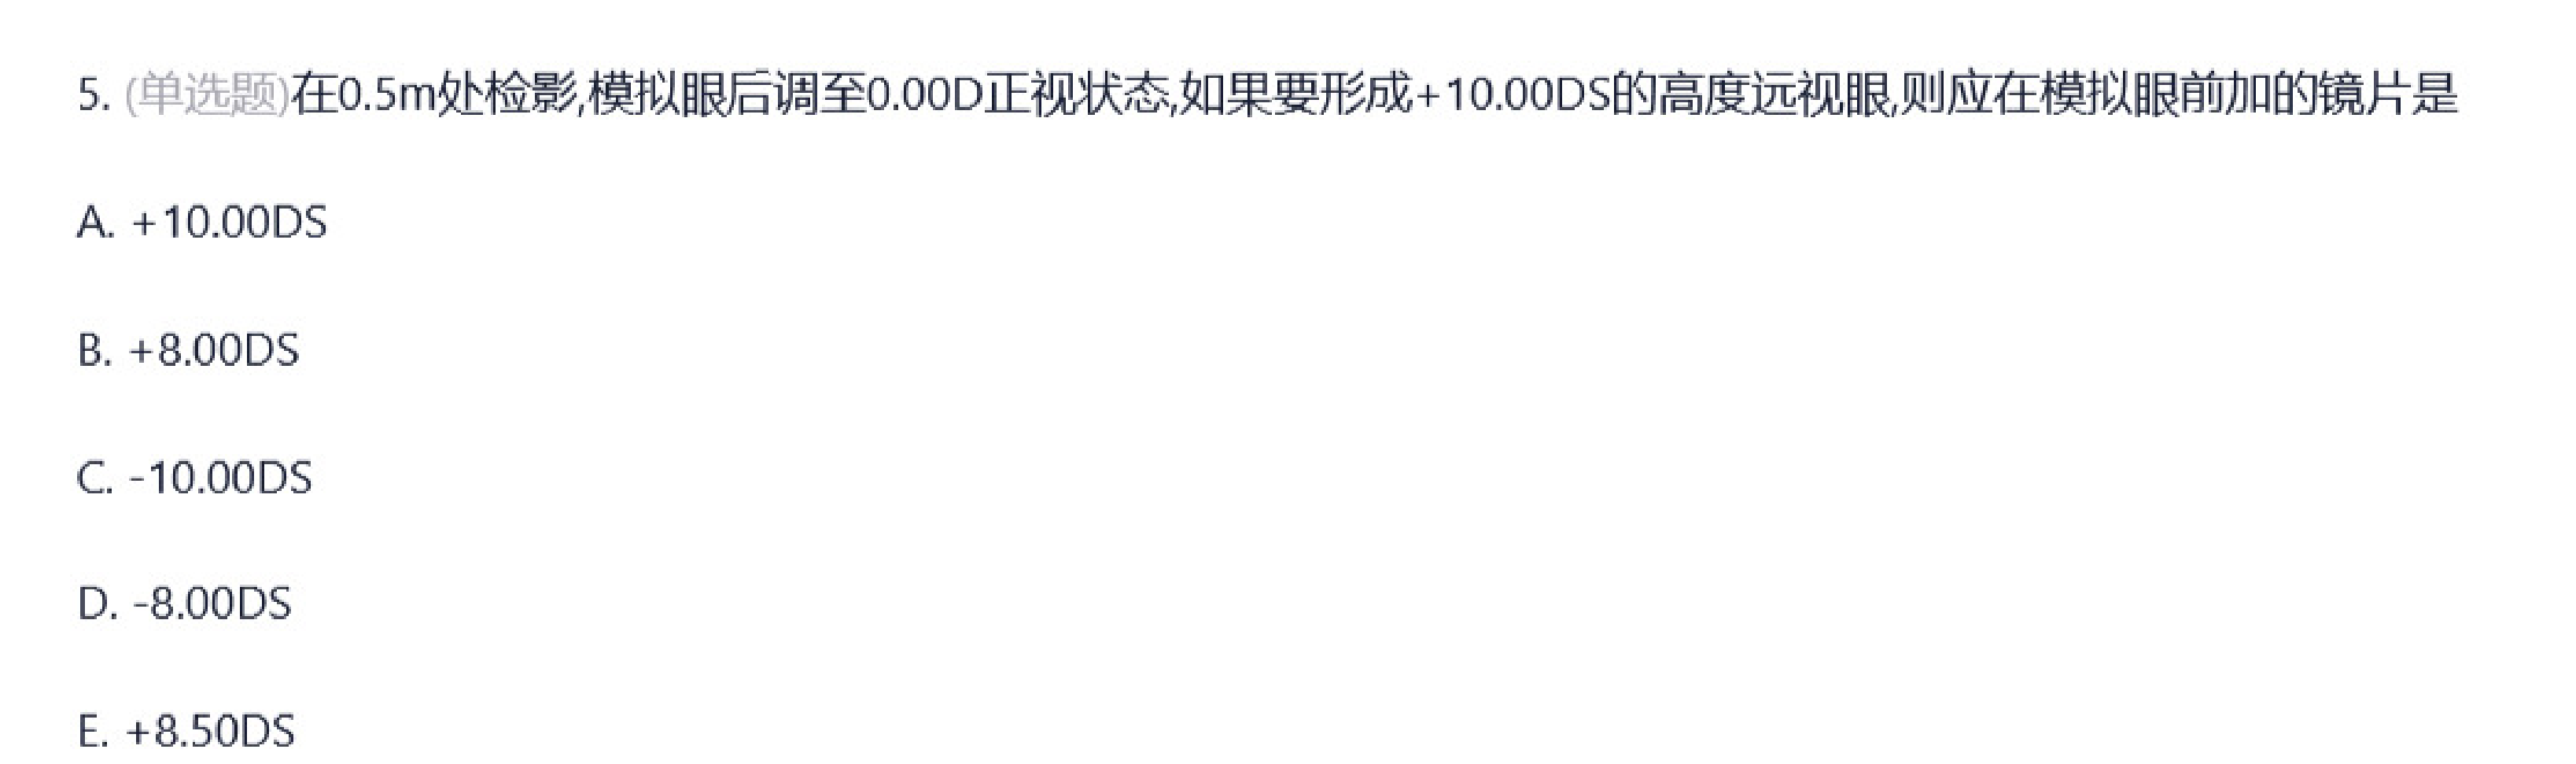 5. (单选题)在0.5m处检影,模拟眼后调至0.00D正视状态,如果要形成+10.00DS的高度远视眼,则应在模拟眼前加的镜片是
A. +10.00DS
B. +8.00DS
C. -10.00DS
D. -8.00DS
E. +8.50DS